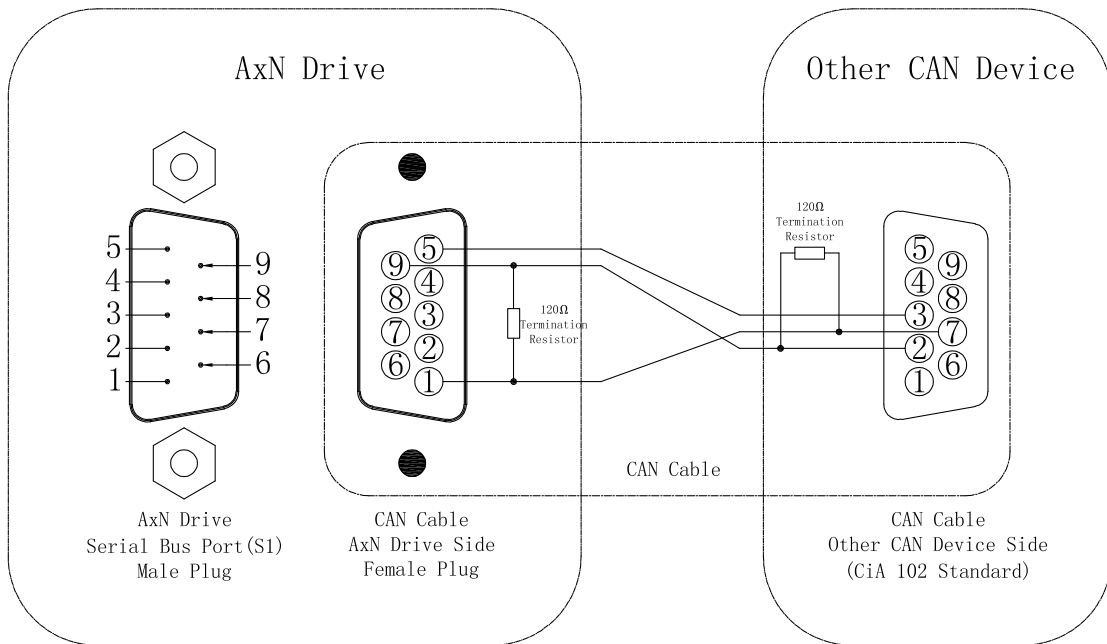 AxN Drive
Other CAN Device
5
4
3
2
1
9
8
7
6
5
4
3
2
1
9
8
7
6
120Ω
Termination
Resistor
120Ω
Termination
Resistor
5
4
3
2
1
9
8
7
6
CAN Cable
AxN Drive
Serial Bus Port(S1)
Male Plug
CAN Cable
AxN Drive Side
Female Plug
CAN Cable
Other CAN Device Side
(CiA 102 Standard)